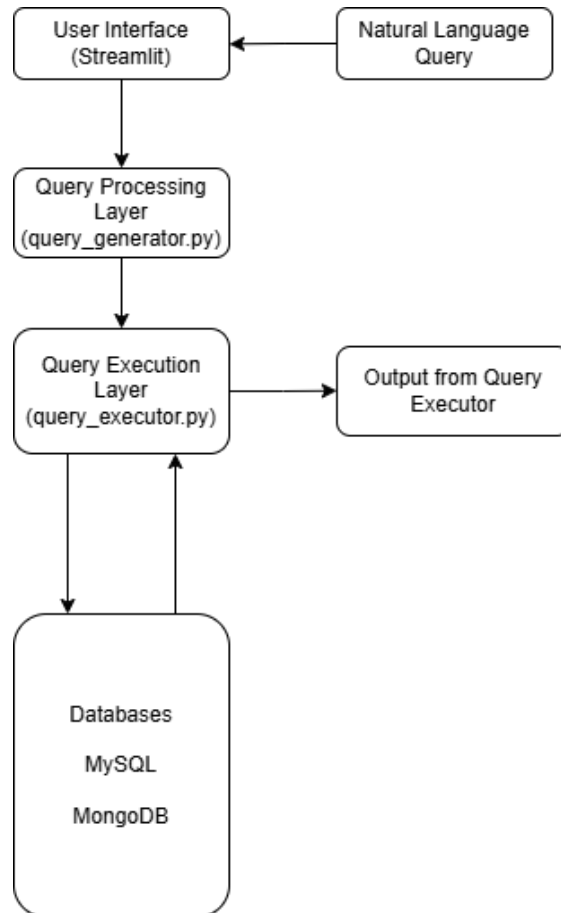 User Interface
(Streamlit)
Natural Language
Query
Query Processing
Layer
(query_generator.py)
Query Execution
Layer
(query_executor.py)
Output from Query
Executor
Databases
MySQL
MongoDB